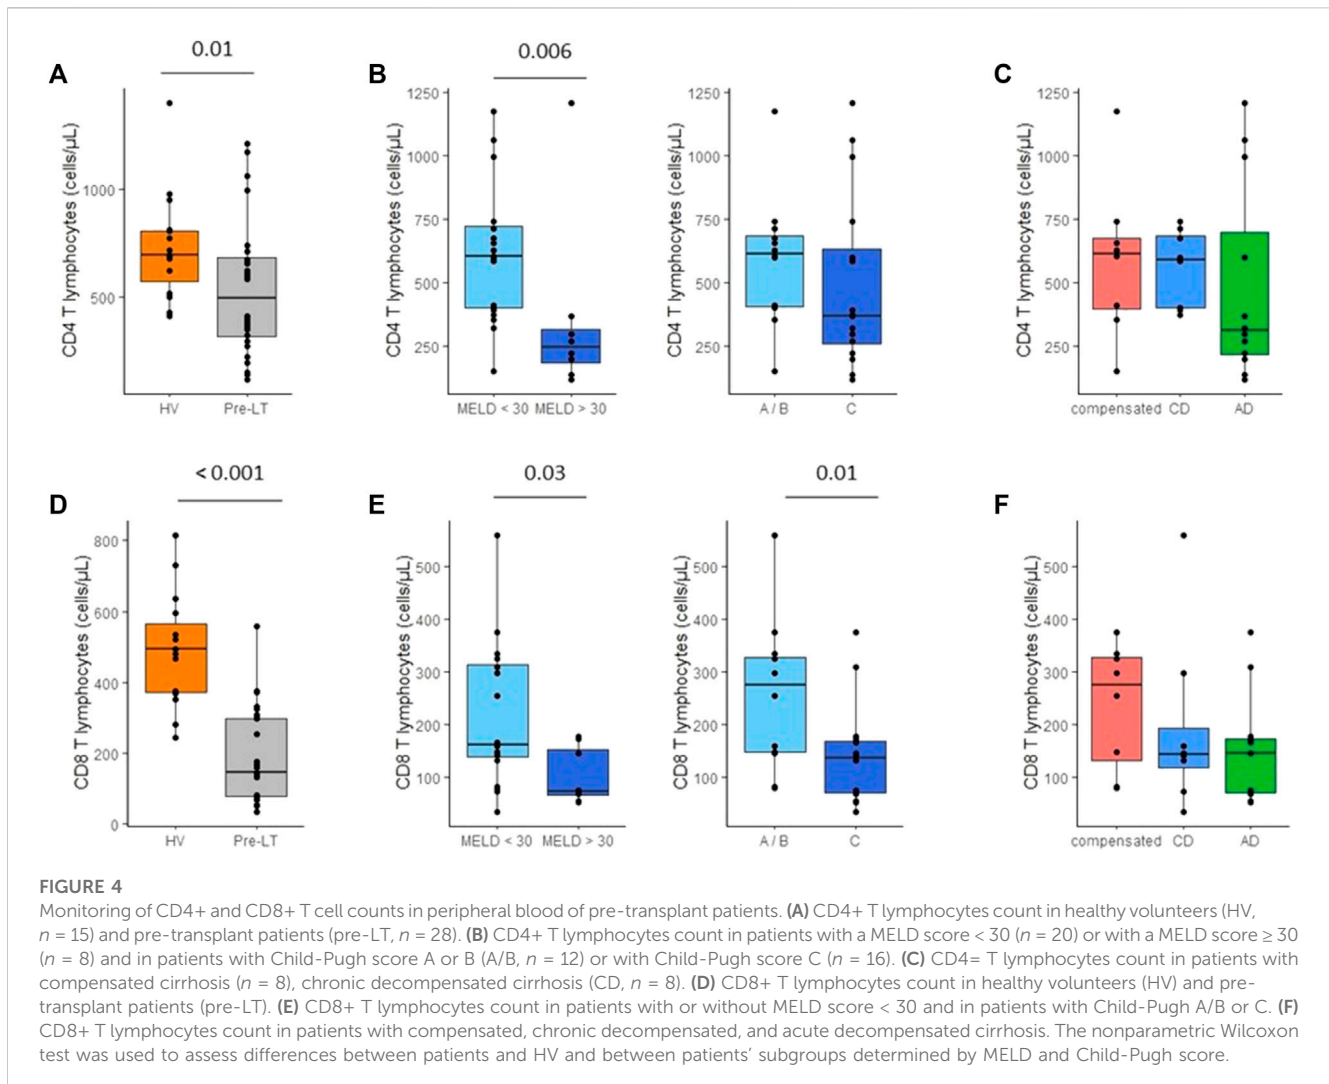 0.01
A
CD4 T lymphocytes (cells/µL)
1000
500
HV Pre-LT
0.006
B
CD4 T lymphocytes (cells/µL)
1250
1000
750
500
250
MELD < 30 MELD > 30
CD4 T lymphocytes (cells/µL)
1250
1000
750
500
250
A / B C
C
CD4 T lymphocytes (cells/µL)
1250
1000
750
500
250
compensated CD AD
< 0.001
D
CD8 T lymphocytes (cells/µL)
800
600
400
200
0
HV Pre-LT
0.03
E
CD8 T lymphocytes (cells/µL)
500
400
300
200
100
MELD < 30 MELD > 30
0.01
CD8 T lymphocytes (cells/µL)
500
400
300
200
100
A / B C
F
CD8 T lymphocytes (cells/µL)
500
400
300
200
100
compensated CD AD
FIGURE 4
Monitoring of CD4+ and CD8+ T cell counts in peripheral blood of pre-transplant patients. (A) CD4+ T lymphocytes count in healthy volunteers (HV,
n = 15) and pre-transplant patients (pre-LT, n = 28). (B) CD4+ T lymphocytes count in patients with a MELD score < 30 (n = 20) or with a MELD score ≥ 30
(n = 8) and in patients with Child-Pugh score A or B (A/B, n = 12) or with Child-Pugh score C (n = 16). (C) CD4= T lymphocytes count in patients with
compensated cirrhosis (n = 8), chronic decompensated cirrhosis (CD, n = 8). (D) CD8+ T lymphocytes count in healthy volunteers (HV) and pre-
transplant patients (pre-LT). (E) CD8+ T lymphocytes count in patients with or without MELD score < 30 and in patients with Child-Pugh A/B or C. (F)
CD8+ T lymphocytes count in patients with compensated, chronic decompensated, and acute decompensated cirrhosis. The nonparametric Wilcoxon
test was used to assess differences between patients and HV and between patients' subgroups determined by MELD and Child-Pugh score.